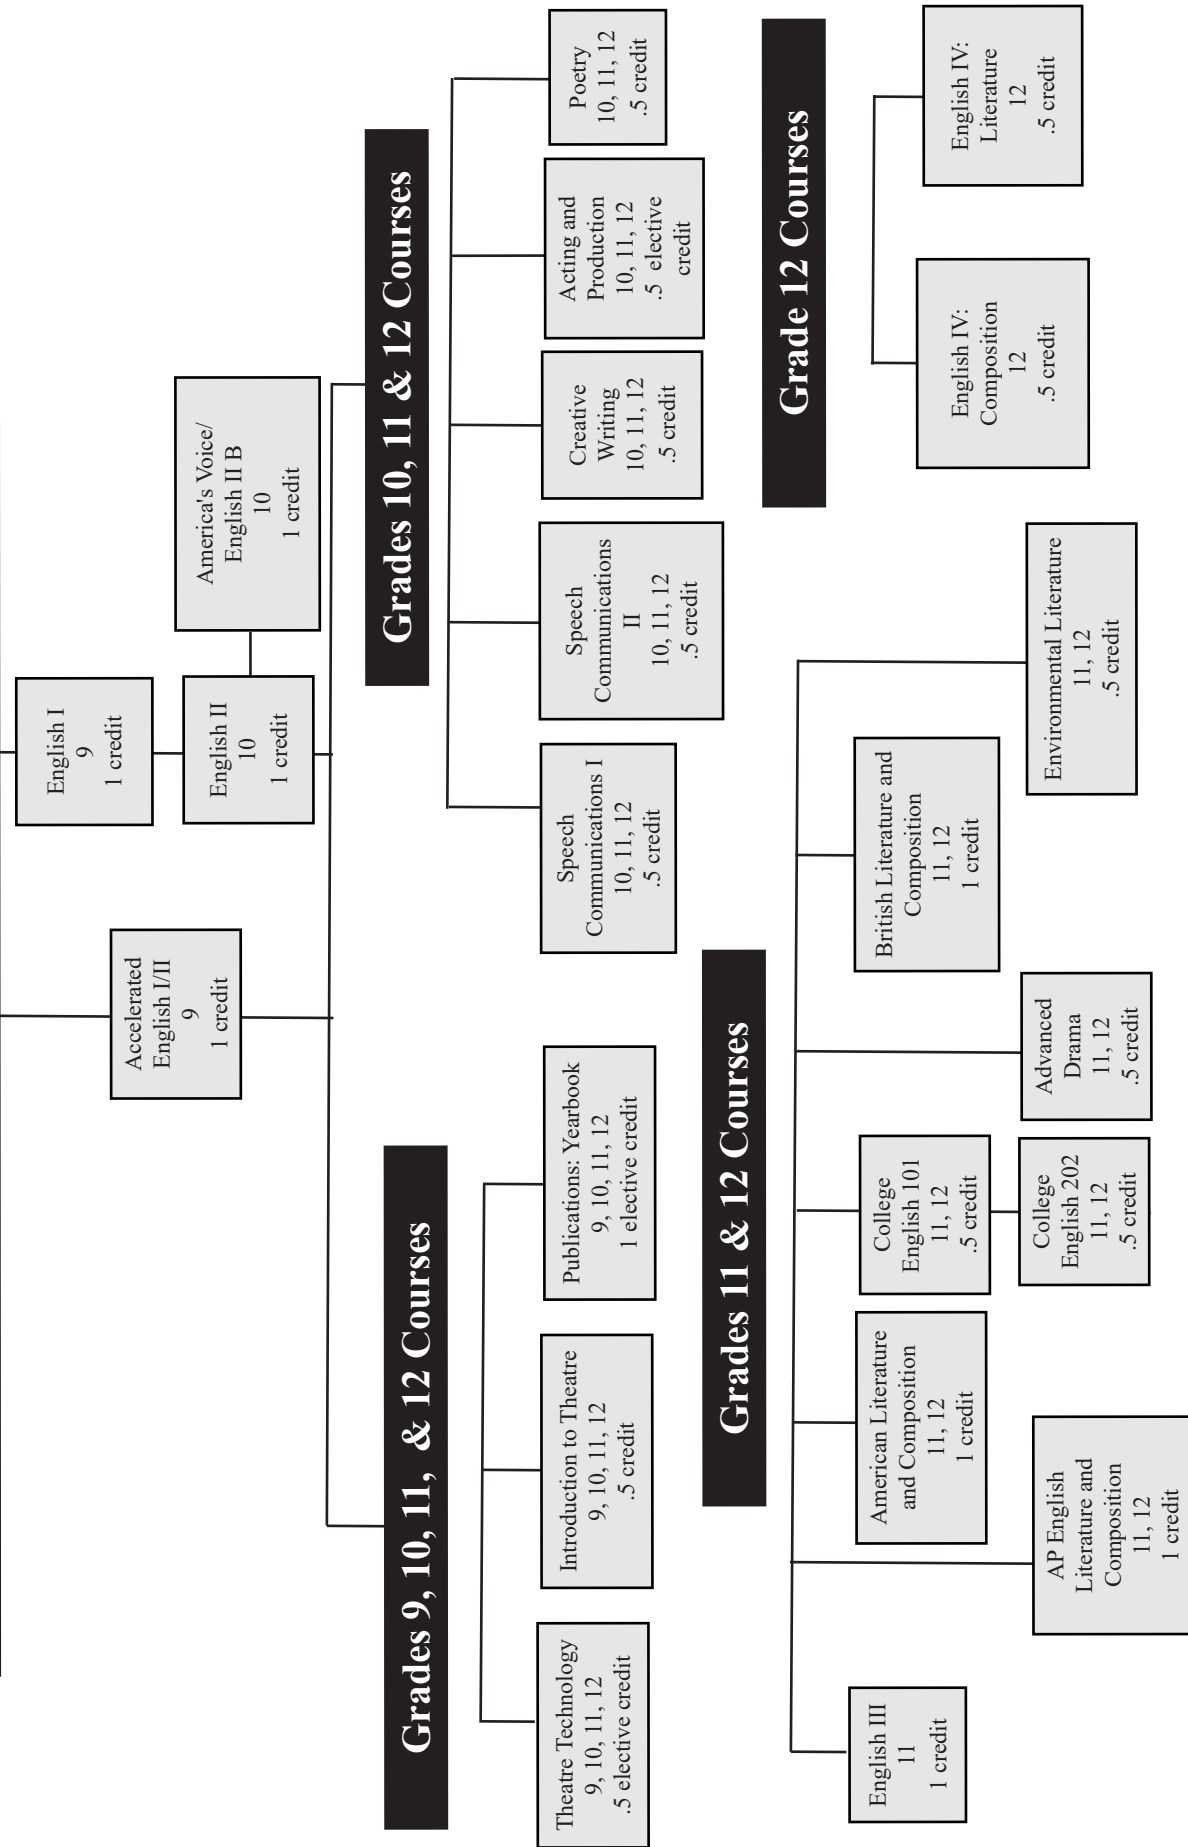 English I
9
1 credit
Accelerated
English I/II
9
1 credit
English II
10
1 credit
America's Voice/
English II B
10
1 credit
Grades 9, 10, 11,  & 12 Courses
Theatre Technology
9, 10, 11, 12
.5 elective credit
Introduction to Theatre
9, 10, 11, 12
.5 credit
Publications: Yearbook
9, 10, 11, 12
1 elective credit
Grades 10, 11 & 12 Courses
Speech
Communications I
10, 11, 12
.5 credit
Speech
Communications
II
10, 11, 12
.5 credit
Creative
Writing
10, 11, 12
.5 credit
Acting and
Production
10, 11, 12
.5  elective
credit
Poetry
10, 11, 12
.5 credit
Grades 11 & 12 Courses
English III
11
1 credit
AP English
Literature and
Composition
11, 12
1 credit
American Literature
and Composition
11, 12
1 credit
College
English 101
11, 12
.5 credit
College
English 202
11, 12
.5 credit
Advanced
Drama
11, 12
.5 credit
British Literature and
Composition
11, 12
1 credit
Environmental Literature
11, 12
.5 credit
Grade 12 Courses
English IV:
Composition
12
.5 credit
English IV:
Literature
12
.5 credit